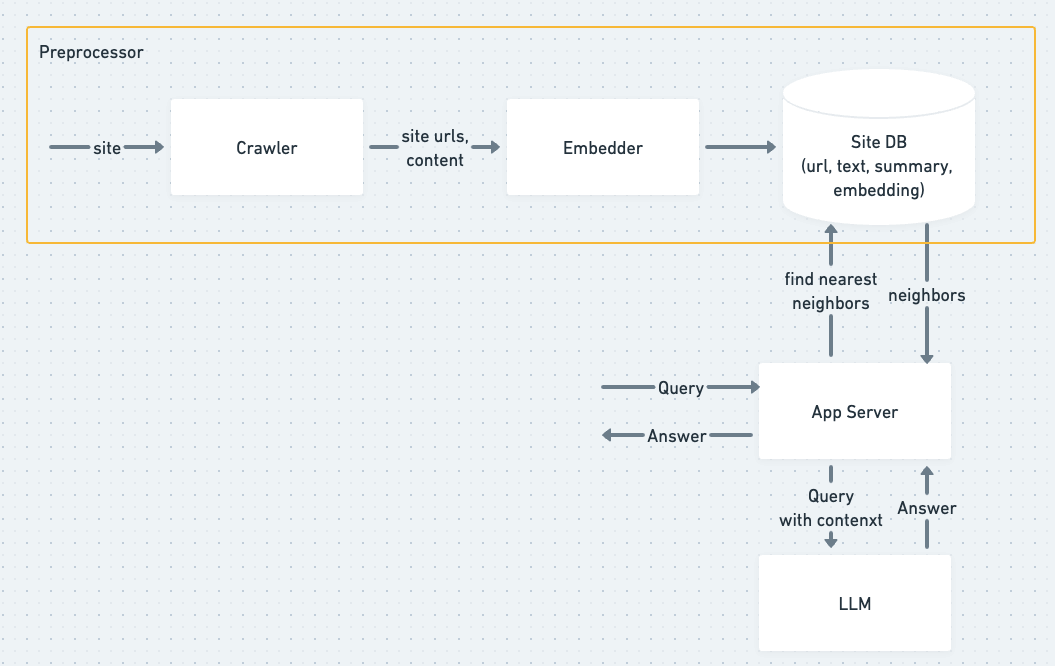 Preprocessor
site
Crawler
site urls,
content
Embedder
Site DB
(url, text, summary,
embedding)
find nearest
neighbors
neighbors
Query
Answer
App Server
Query
with contenxt
Answer
LLM